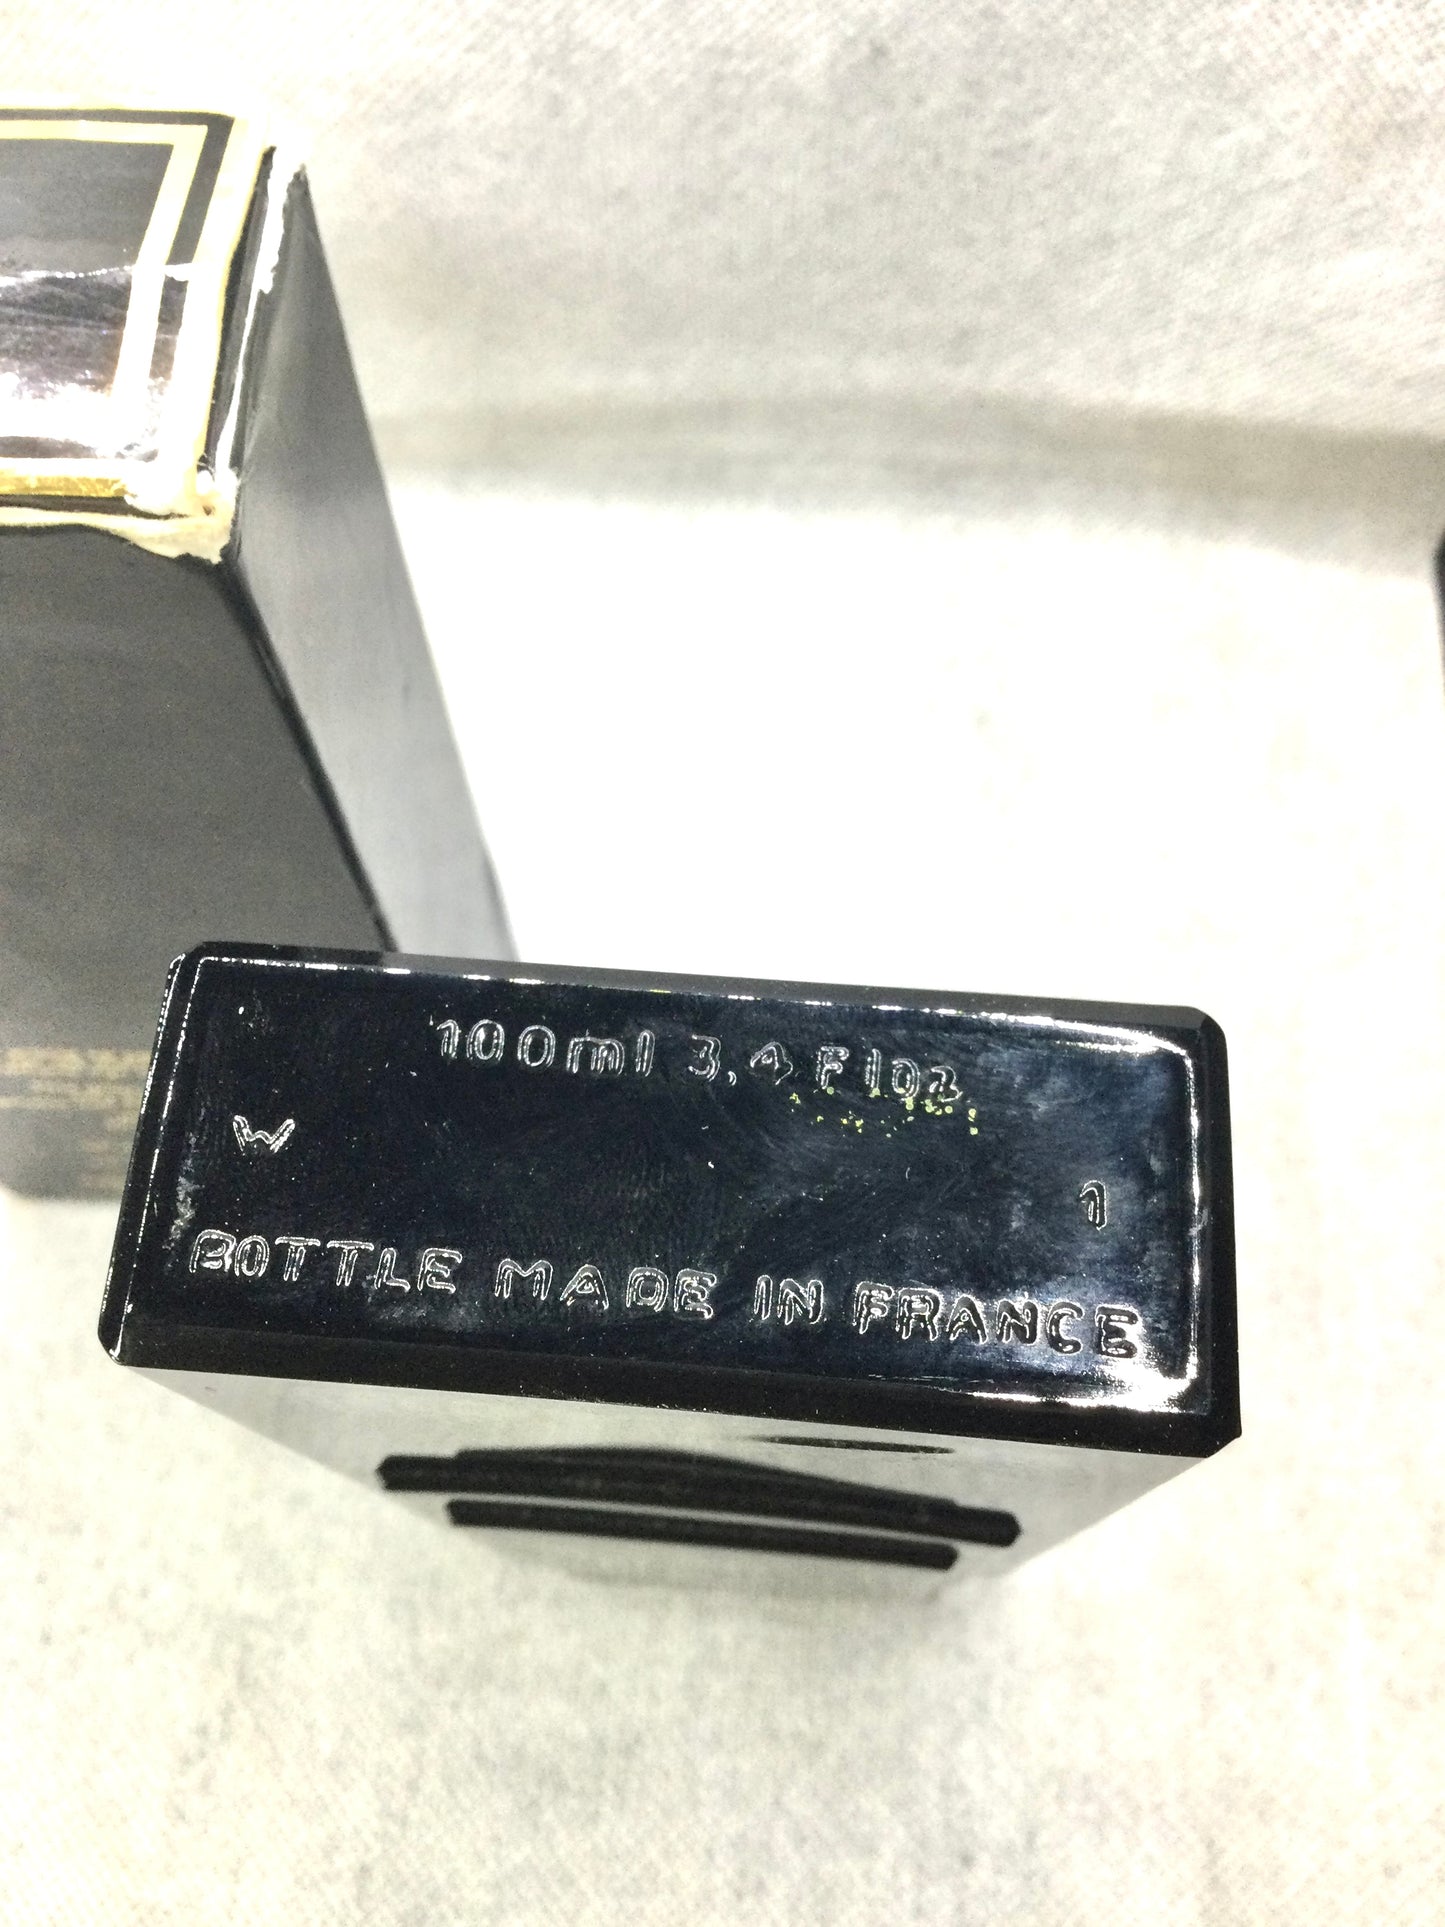 100ml 3,4 Floz
W
1
BOTTLE MADE IN FRANCE